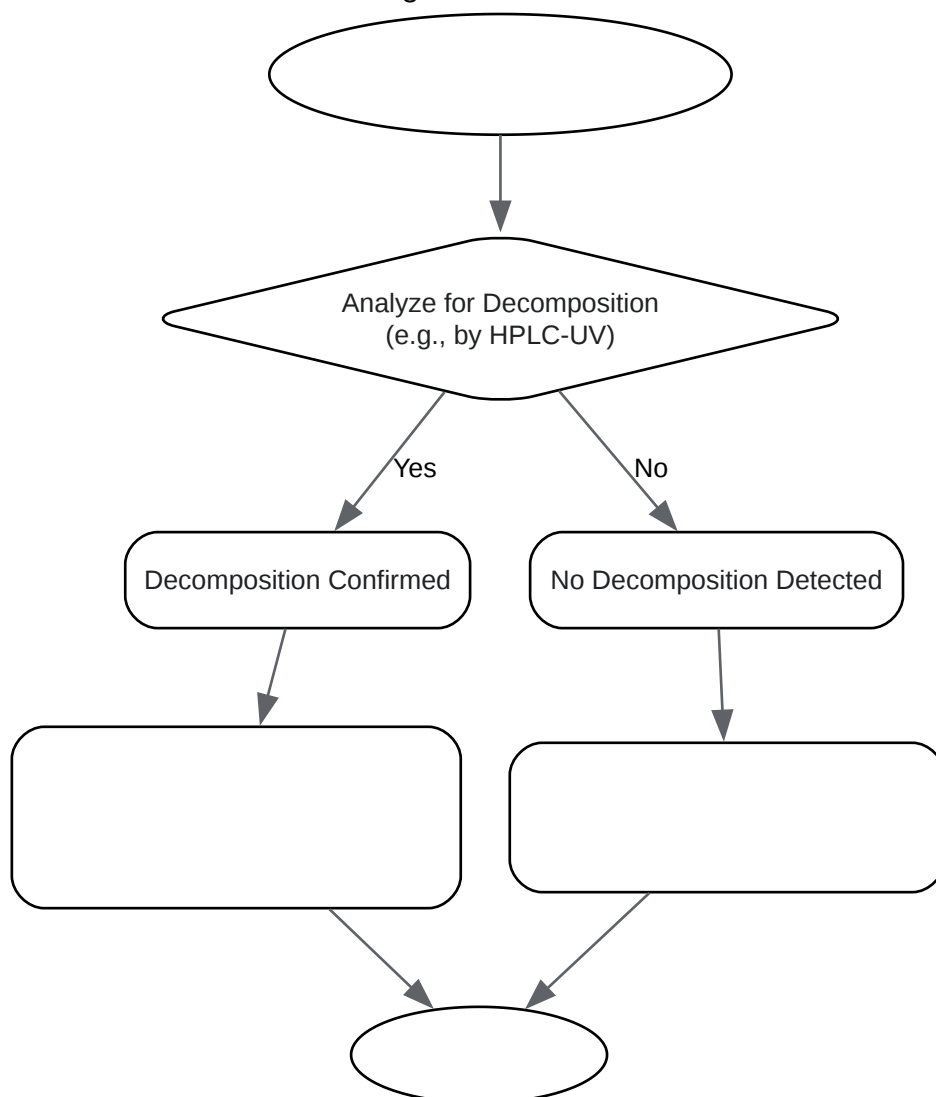 Analyze for Decomposition
(e.g., by HPLC-UV)
Yes
No
Decomposition Confirmed
No Decomposition Detected